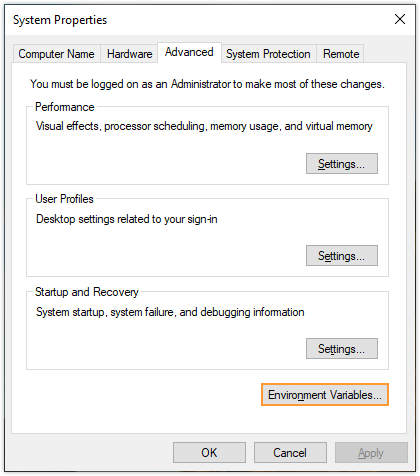 System Properties
Computer Name Hardware Advanced System Protection Remote
You must be logged on as an Administrator to make most of these changes.
Performance
Visual effects, processor scheduling, memory usage, and virtual memory
Settings...
User Profiles
Desktop settings related to your sign-in
Settings...
Startup and Recovery
System startup, system failure, and debugging information
Settings...
Environment Variables...
OK Cancel Apply